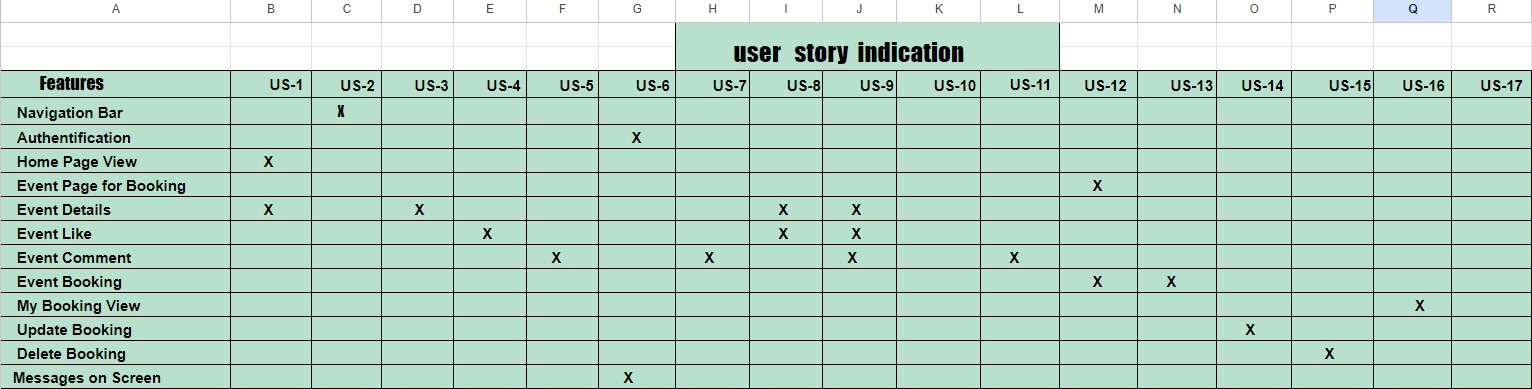 A B C D E F G H I J K L M N O P Q R
user story indication
Features US-1 US-2 US-3 US-4 US-5 US-6 US-7 US-8 US-9 US-10 US-11 US-12 US-13 US-14 US-15 US-16 US-17
Navigation Bar X
Authentification X
Home Page View X
Event Page for Booking X
Event Details X X X X
Event Like X X X
Event Comment X X X X
Event Booking X X
My Booking View X
Update Booking X
Delete Booking X
Messages on Screen X